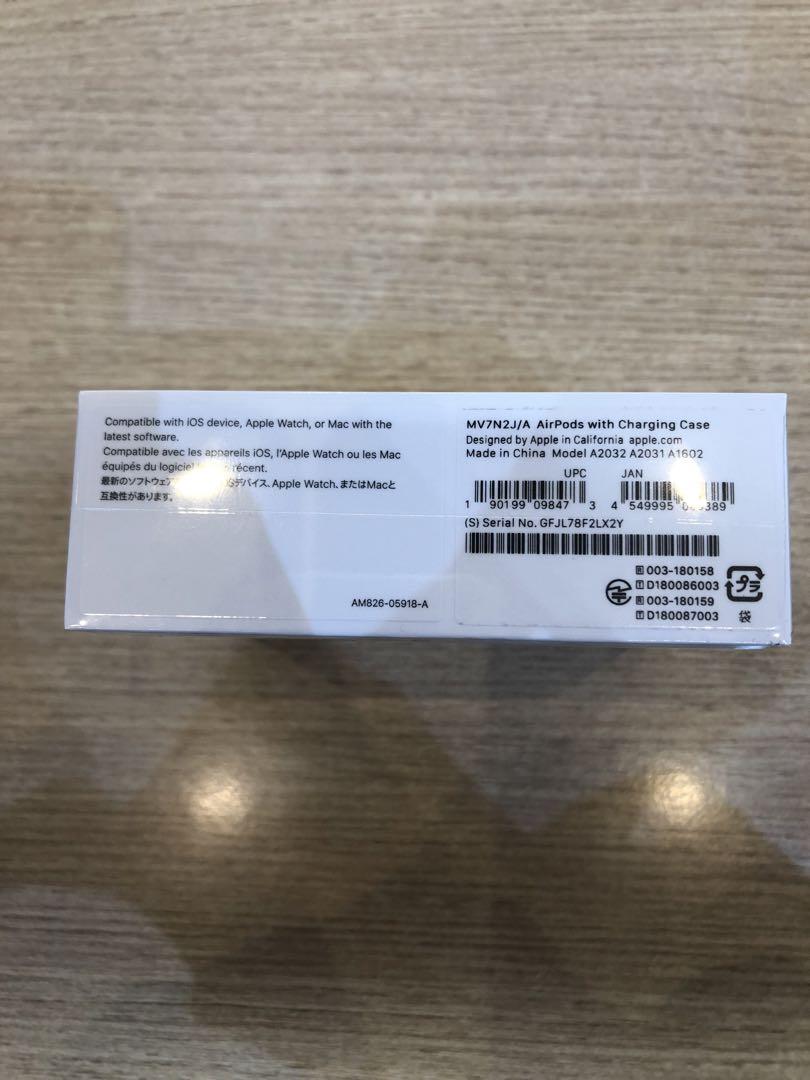 Compatible with iOS device, Apple Watch, or Mac with the
latest software.
Compatible avec les appareils iOS, l'Apple Watch ou les Mac
équipés du logiciel récent.
最新のソフトウェア デバイス、Apple Watch、またはMacと
互換性があります。
AM826-05918-A
MV7N2J/A AirPods with Charging Case
Designed by Apple in California apple.com
Made in China Model A2032 A2031 A1602
UPC JAN
1 90199 09847 3 4 549995
(S) Serial No. GFJL78F2LX2Y
R 003-180158
T D180086003
R 003-180159
T D180087003
プラ
袋